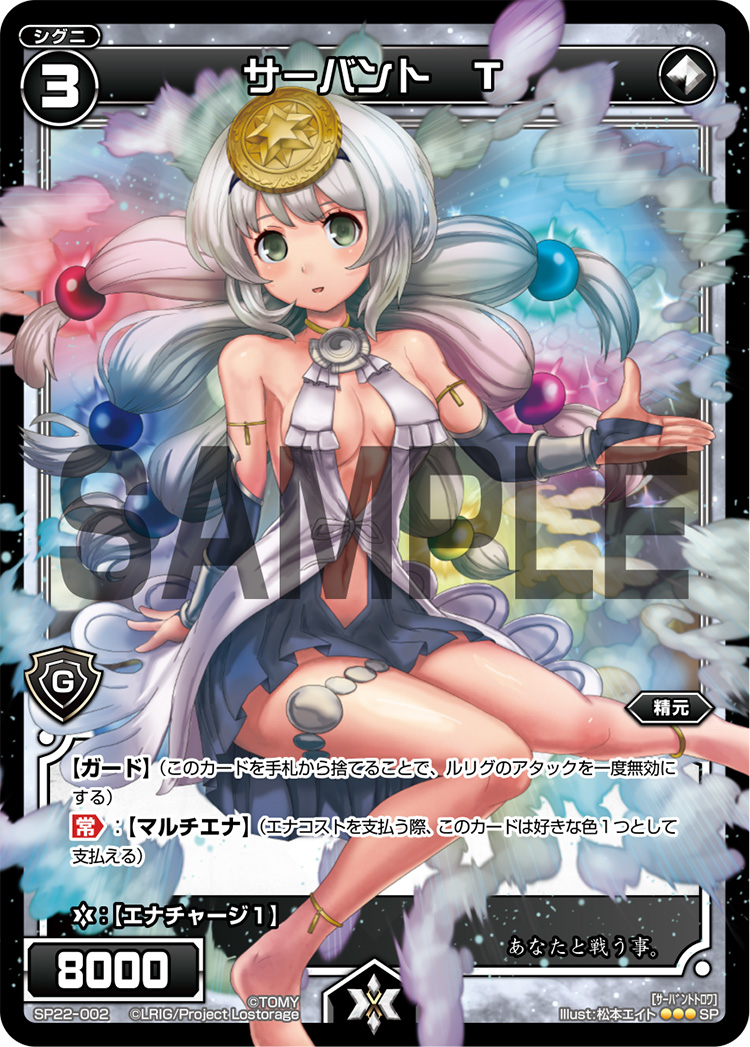 シグニ
3
サーバント T
SAMPLE
G
精元
【ガード】（このカードを手札から捨てることで、ルリグのアタックを一度無効に
する）
常：【マルチエナ】（エナコストを支払う際、このカードは好きな色１つとして
支払える）
：【エナチャージ１】
あなたと戦う事。
8000
[サーバントトロワ]
SP22-002 ©LRIG/Project Lostorage ©TOMY
Illust:松本エイト SP